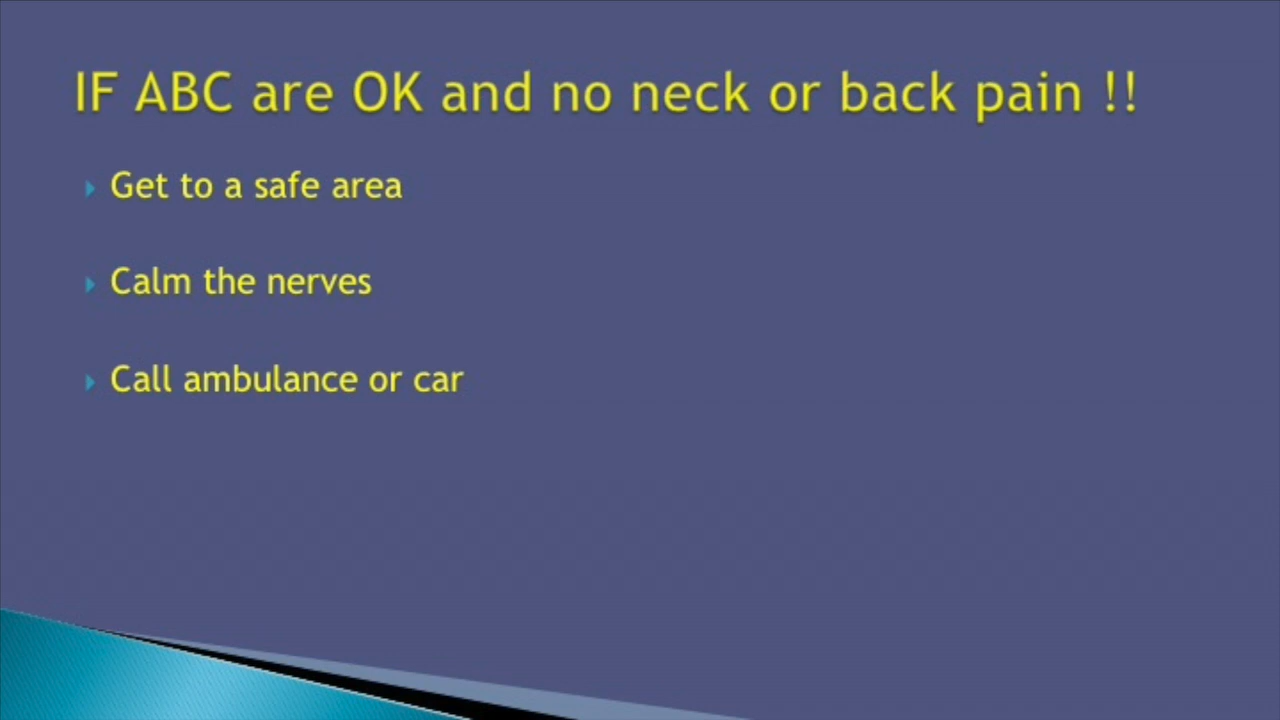 IF ABC are OK and no neck or back pain !!
Get to a safe area
Calm the nerves
Call ambulance or car